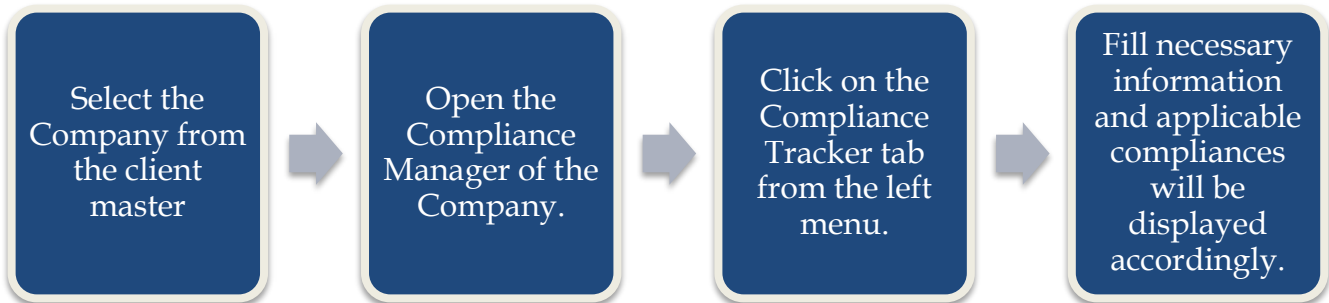 Select the
Company from
the client
master
Open the
Compliance
Manager of the
Company.
Click on the
Compliance
Tracker tab
from the left
menu.
Fill necessary
information
and applicable
compliances
will be
displayed
accordingly.